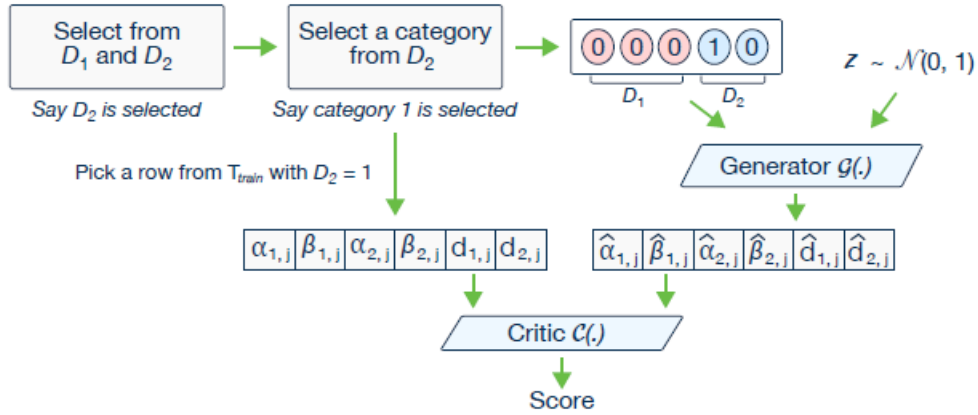 Select from
D₁ and D₂
Select a category
from D₂
0 0 0 1 0
D₁
D₂
z ~ 𝒩(0, 1)
Say D₂ is selected
Say category 1 is selected
Pick a row from T_train with D₂ = 1
Generator 𝒢(.)
α₁,ⱼ β₁,ⱼ α₂,ⱼ β₂,ⱼ d₁,ⱼ d₂,ⱼ
α̂₁,ⱼ β̂₁,ⱼ α̂₂,ⱼ β̂₂,ⱼ d̂₁,ⱼ d̂₂,ⱼ
Critic 𝒞(.)
Score